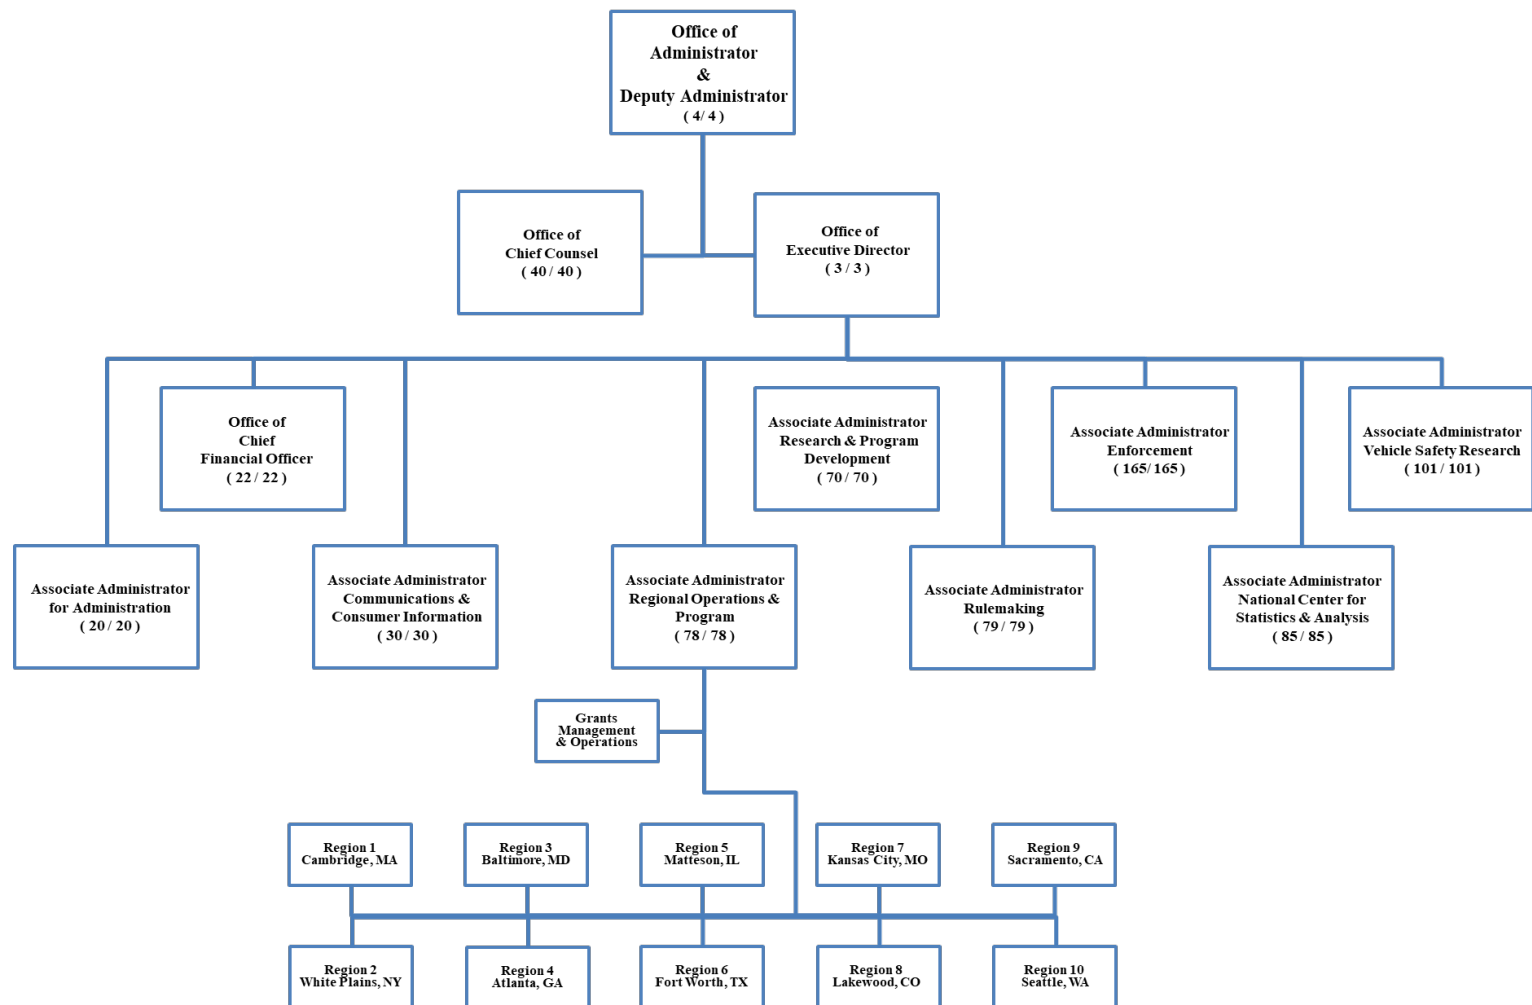 Office of
Administrator
&
Deputy Administrator
( 4/ 4 )
Office of
Chief Counsel
( 40 / 40 )
Office of
Executive Director
( 3 / 3 )
Office of
Chief
Financial Officer
( 22 / 22 )
Associate Administrator
Research & Program
Development
( 70 / 70 )
Associate Administrator
Enforcement
( 165/ 165 )
Associate Administrator
Vehicle Safety Research
( 101 / 101 )
Associate Administrator
for Administration
( 20 / 20 )
Associate Administrator
Communications &
Consumer Information
( 30 / 30 )
Associate Administrator
Regional Operations &
Program
( 78 / 78 )
Associate Administrator
Rulemaking
( 79 / 79 )
Associate Administrator
National Center for
Statistics & Analysis
( 85 / 85 )
Grants
Management
& Operations
Region 1
Cambridge, MA
Region 3
Baltimore, MD
Region 5
Matteson, IL
Region 7
Kansas City, MO
Region 9
Sacramento, CA
Region 2
White Plains, NY
Region 4
Atlanta, GA
Region 6
Fort Worth, TX
Region 8
Lakewood, CO
Region 10
Seattle, WA